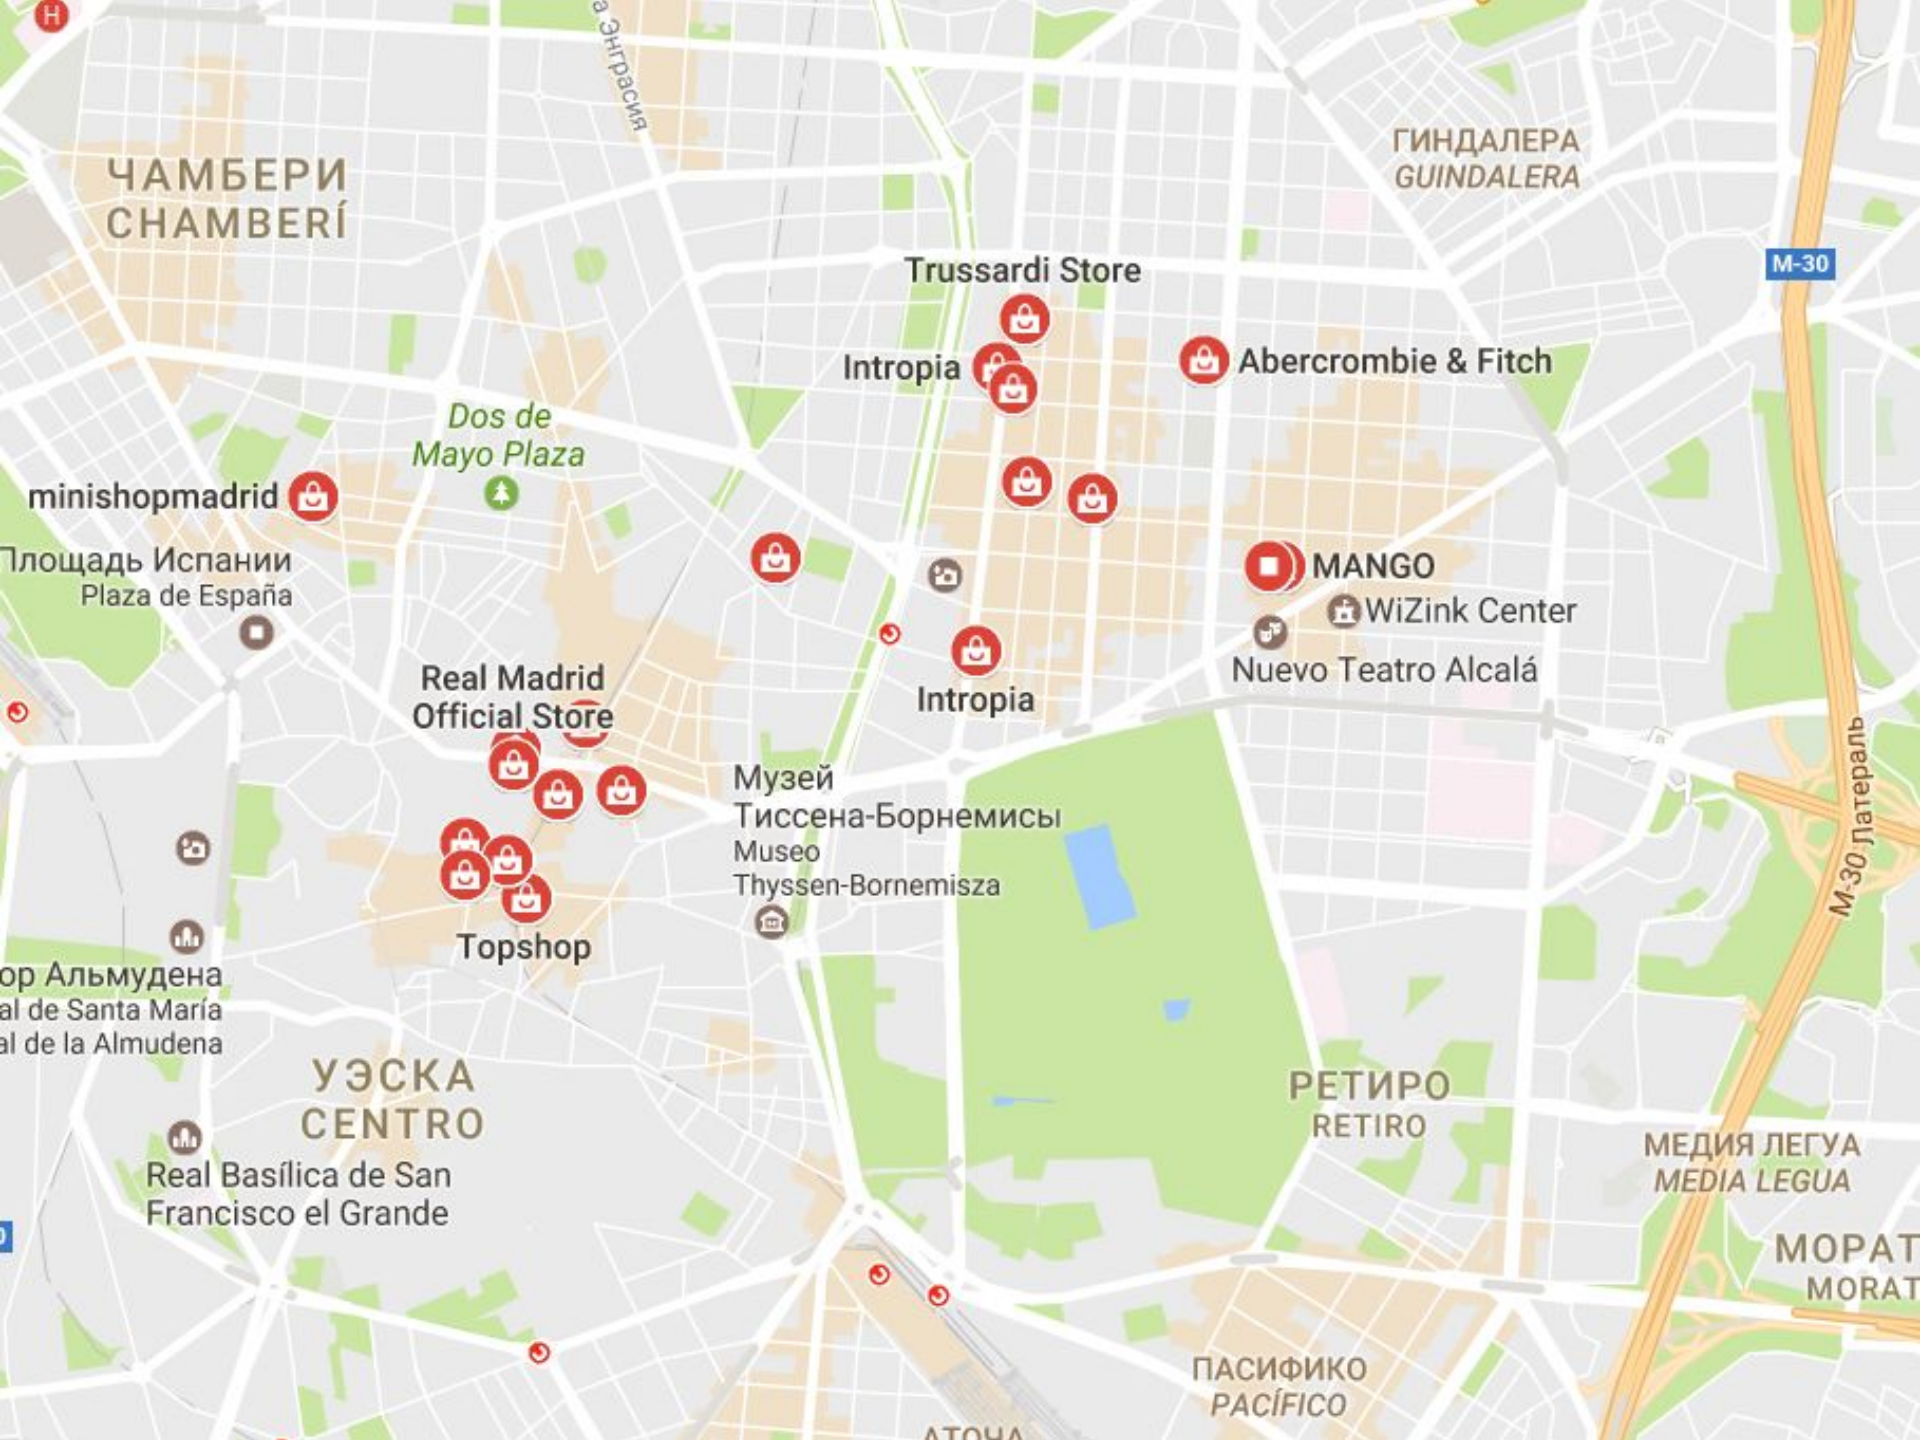 H
а Энграсия
ГИНДАЛЕРА
GUINDALERA
ЧАМБЕРИ
CHAMBERÍ
M-30
Trussardi Store
Intropia
Abercrombie & Fitch
Dos de
Mayo Plaza
minishopmadrid
Площадь Испании
Plaza de España
MANGO
WiZink Center
Nuevo Teatro Alcalá
Real Madrid
Official Store
Intropia
М-30 Латераль
Музей
Тиссена-Борнемисы
Museo
Thyssen-Bornemisza
Topshop
ор Альмудена
al de Santa María
al de la Almudena
УЭСКА
CENTRO
РЕТИРО
RETIRO
МЕДИЯ ЛЕГУА
MEDIA LEGUA
Real Basílica de San
Francisco el Grande
МОРАТ
MORAT
ПАСИФИКО
PACÍFICO
АТОЧА